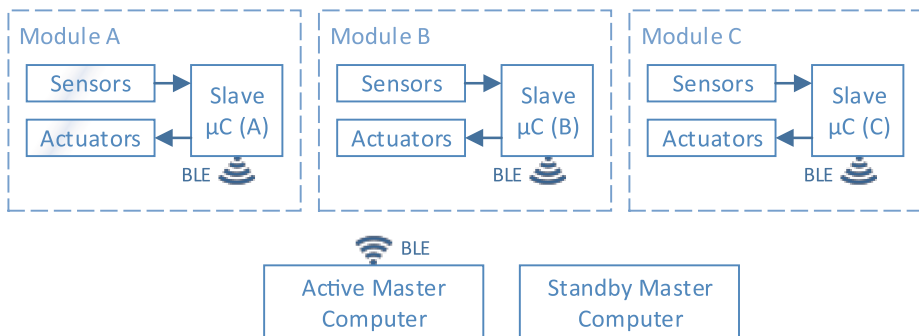 Module A
Sensors
Slave
µC (A)
Actuators
BLE
Module B
Sensors
Slave
µC (B)
Actuators
BLE
Module C
Sensors
Slave
µC (C)
Actuators
BLE
BLE
Active Master
Computer
Standby Master
Computer